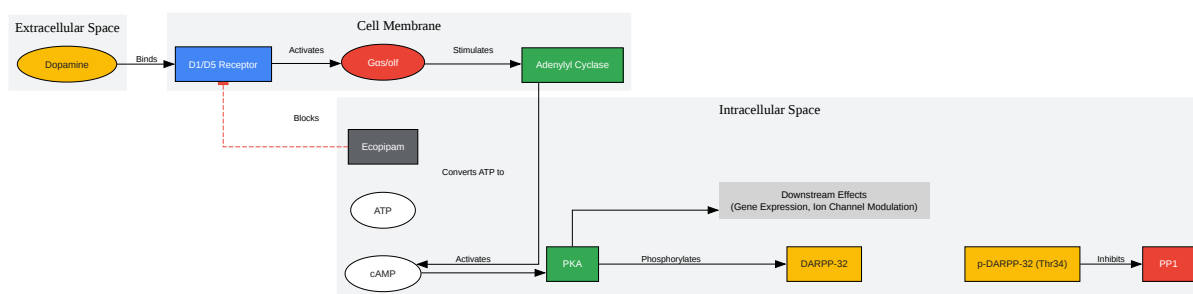 Extracellular Space
Cell Membrane
Dopamine
Binds
D1/D5 Receptor
Activates
Gαs/olf
Stimulates
Adenylyl Cyclase
Blocks
Intracellular Space
Ecopipam
Converts ATP to
ATP
Downstream Effects
(Gene Expression, Ion Channel Modulation)
cAMP
Activates
PKA
Phosphorylates
DARPP-32
p-DARPP-32 (Thr34)
Inhibits
PP1